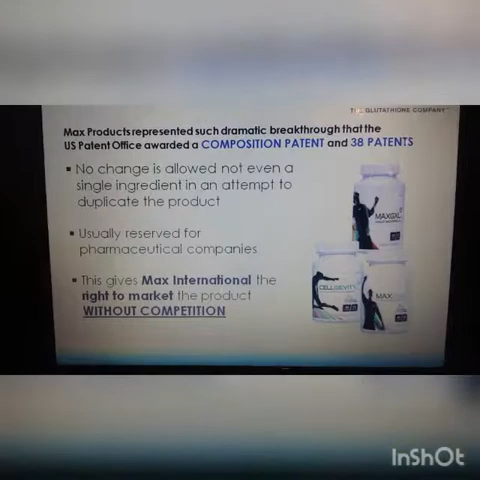 THE GLUTATHIONE COMPANY
Max Products represented such dramatic breakthrough that the
US Patent Office awarded a COMPOSITION PATENT and 38 PATENTS
▪ No change is allowed not even a
single ingredient in an attempt to
duplicate the product
▪ Usually reserved for
pharmaceutical companies
▪ This gives Max International the
right to market the product
WITHOUT COMPETITION
MAXGXL
CELLGEVITY
MAX
InShOt